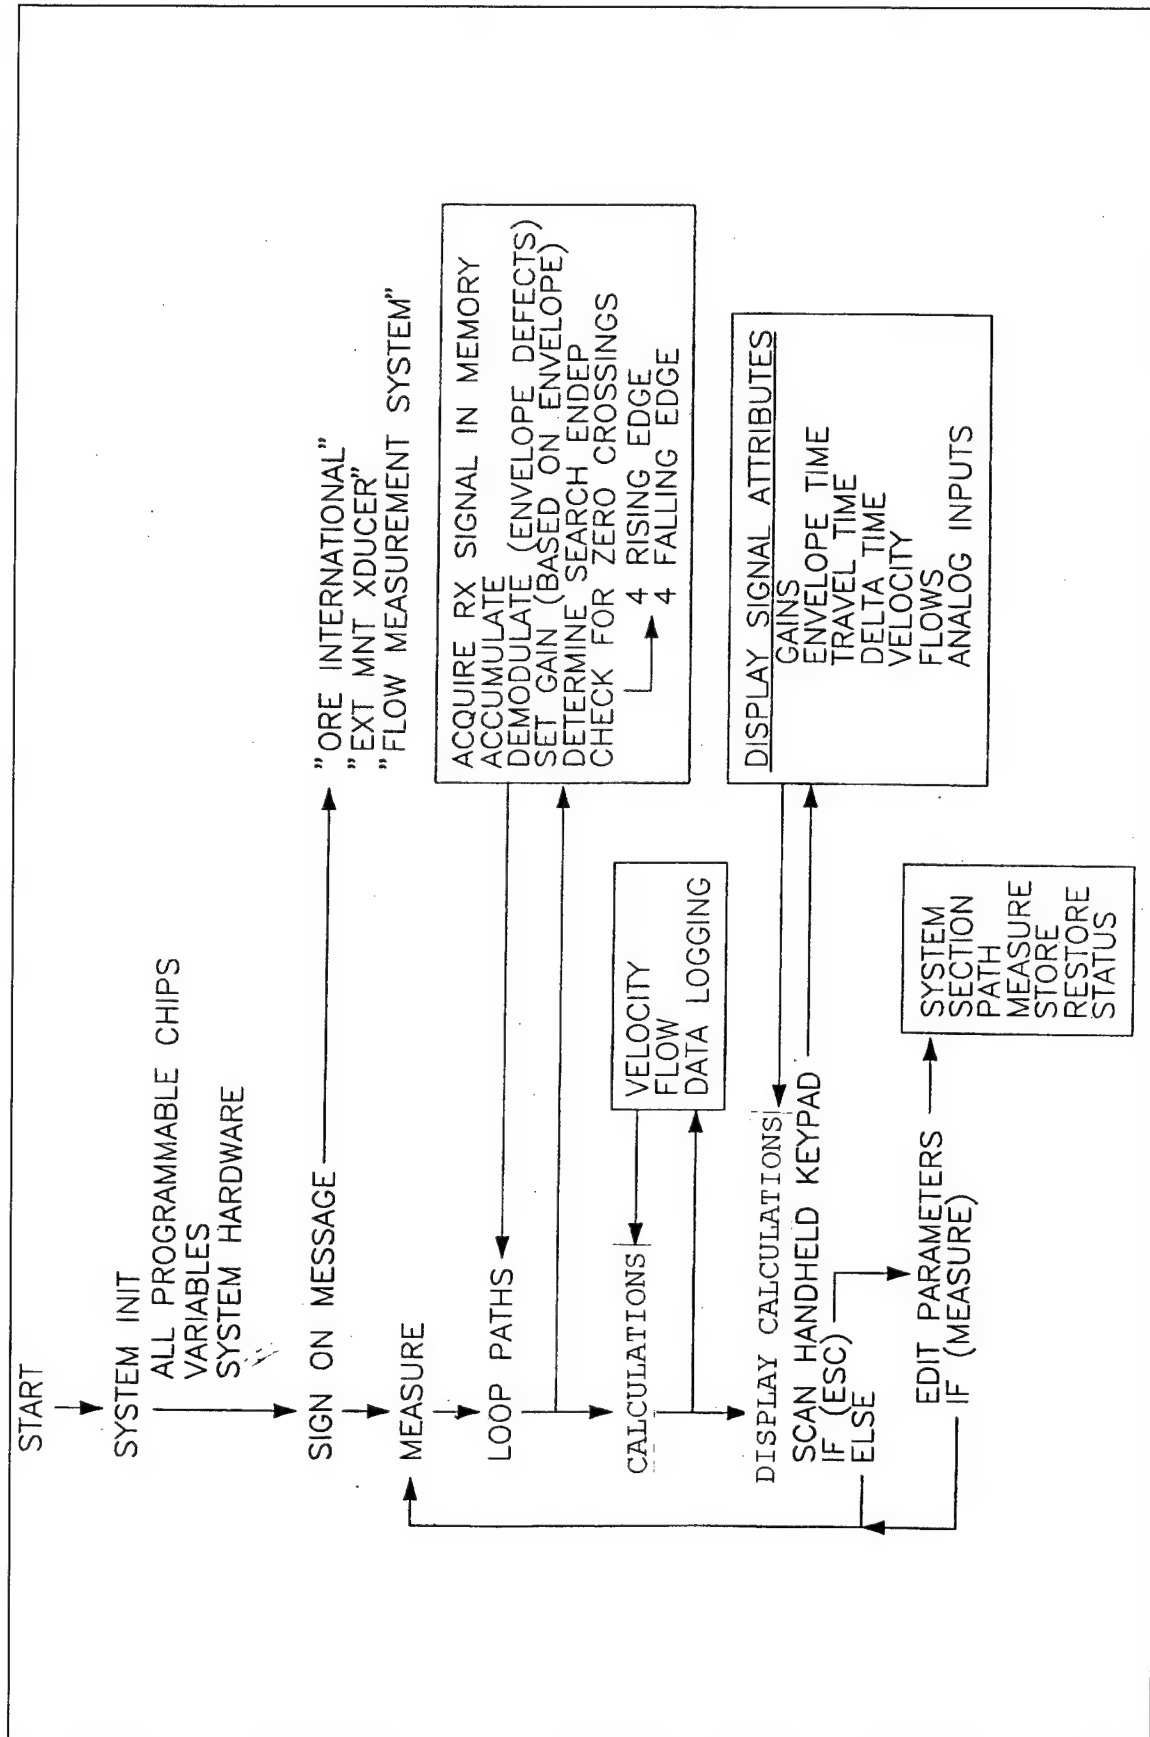 START
SYSTEM INIT
ALL PROGRAMMABLE CHIPS
VARIABLES
SYSTEM HARDWARE
SIGN ON MESSAGE
"ORE INTERNATIONAL"
"EXT MNT XDUCER"
"FLOW MEASUREMENT SYSTEM"
MEASURE
LOOP PATHS
ACQUIRE RX SIGNAL IN MEMORY
ACCUMULATE
DEMODULATE (ENVELOPE DEFECTS)
SET GAIN (BASED ON ENVELOPE)
DETERMINE SEARCH ENDEP
CHECK FOR ZERO CROSSINGS
4 RISING EDGE
4 FALLING EDGE
CALCULATIONS
VELOCITY
FLOW
DATA LOGGING
DISPLAY CALCULATIONS
SCAN HANDHELD KEYPAD
IF (ESC)
ELSE
DISPLAY SIGNAL ATTRIBUTES
GAINS
ENVELOPE TIME
TRAVEL TIME
DELTA TIME
VELOCITY
FLOWS
ANALOG INPUTS
EDIT PARAMETERS
IF (MEASURE)
SYSTEM
SECTION
PATH
MEASURE
STORE
RESTORE
STATUS